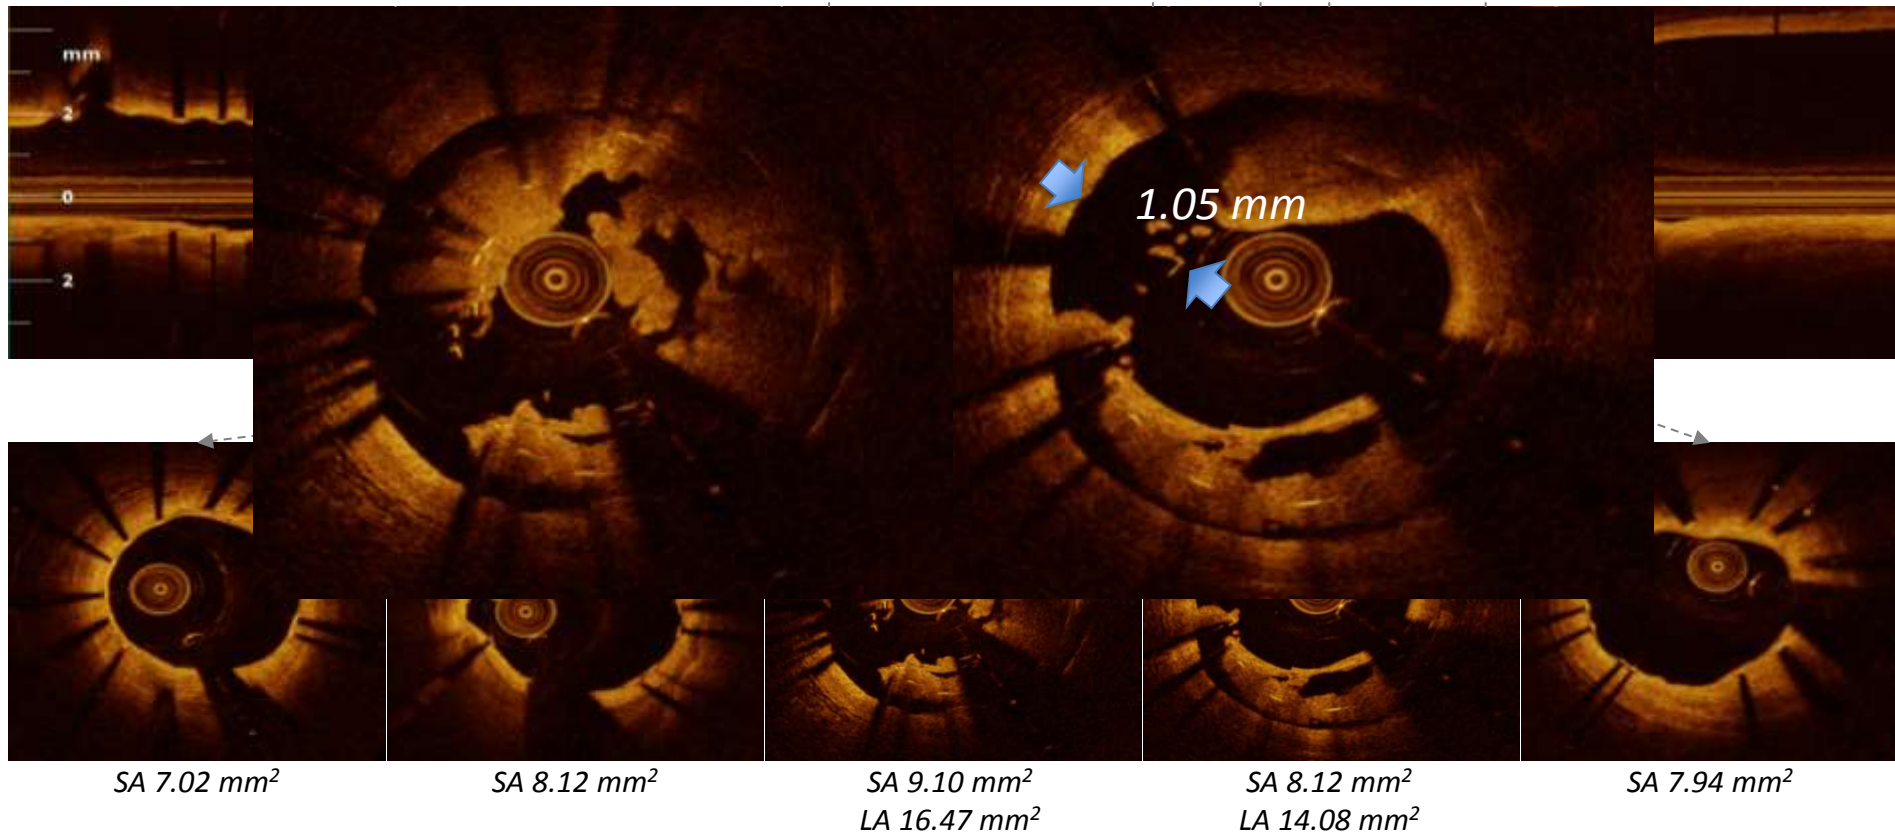 mm
2
0
2
1.05 mm
SA 7.02 mm²
SA 8.12 mm²
SA 9.10 mm²
LA 16.47 mm²
SA 8.12 mm²
LA 14.08 mm²
SA 7.94 mm²